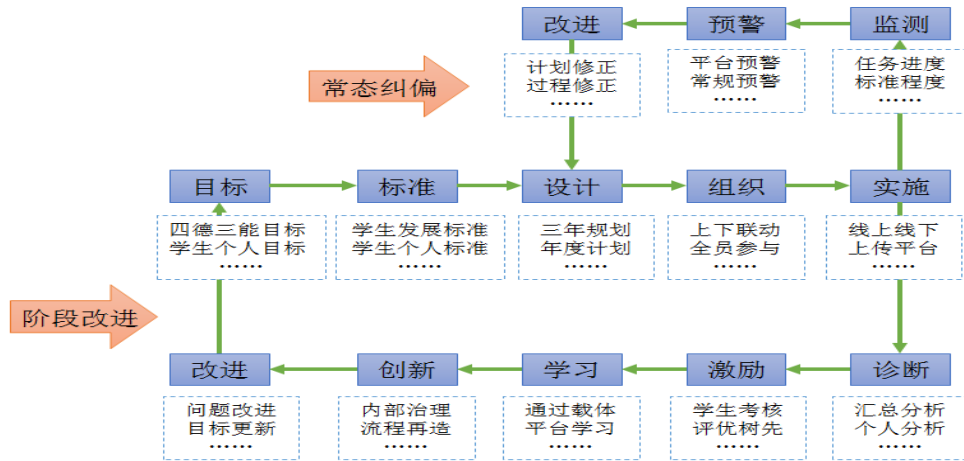 改进
预警
监测
计划修正
过程修正
……
平台预警
常规预警
……
任务进度
标准程度
……
常态纠偏
目标
标准
设计
组织
实施
四德三能目标
学生个人目标
……
学生发展标准
学生个人标准
……
三年规划
年度计划
……
上下联动
全员参与
……
线上线下
上传平台
……
阶段改进
改进
创新
学习
激励
诊断
问题改进
目标更新
……
内部治理
流程再造
……
通过载体
平台学习
……
学生考核
评优树先
……
汇总分析
个人分析
……